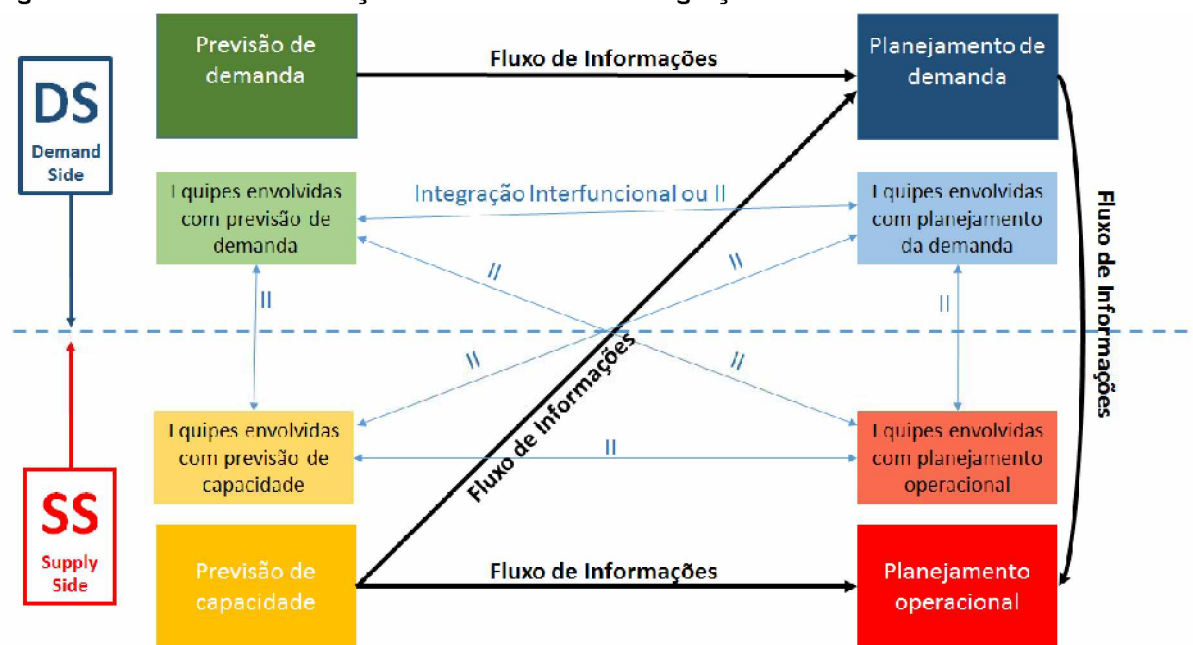 Previsão de
demanda
Fluxo de Informações
Planejamento de
demanda
DS
Demand
Side
Equipes envolvidas
com previsão de
demanda
Integração Interfuncional ou II
Equipes envolvidas
com planejamento
da demanda
Fluxo de Informações
II
II
II
II
II
II
Fluxo de Informações
Equipes envolvidas
com previsão de
capacidade
II
Equipes envolvidas
com planejamento
operacional
SS
Supply
Side
Previsão de
capacidade
Fluxo de Informações
Planejamento
operacional